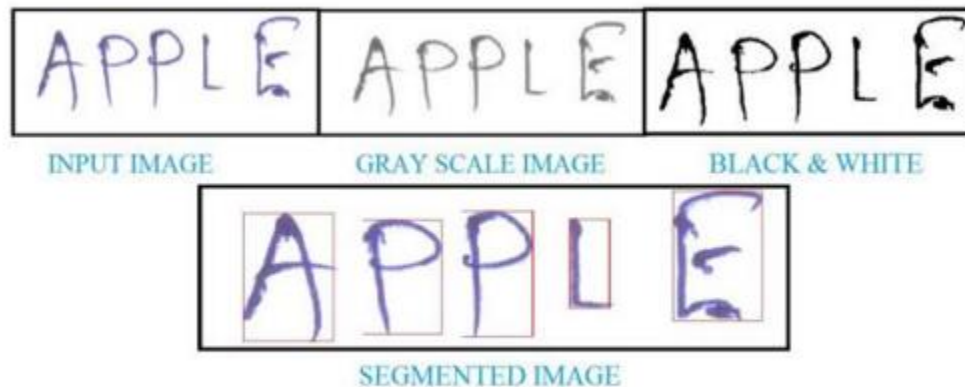 APPLE APPLE APPLE
INPUT IMAGE GRAY SCALE IMAGE BLACK & WHITE
APPLE
SEGMENTED IMAGE